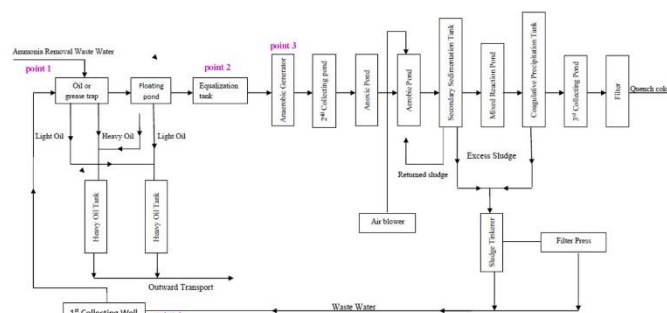 Ammonia Removal Waste Water
point 1
Oil or
grease trap
Floating
pond
point 2
Equalization
tank
point 3
Anaerobic Generator
2nd Collecting pond
Anoxic Pond
Aerobic Pond
Secondary Sedimentation Tank
Mixed Reaction Pond
Coagulative Precipitation Tank
3rd Collecting Pond
Filter
Quench coke
Light Oil
Heavy Oil
Light Oil
Returned sludge
Excess Sludge
Heavy Oil Tank
Heavy Oil Tank
Air blower
Sludge Tinkerer
Filter Press
Outward Transport
Waste Water
1st Collecting Well